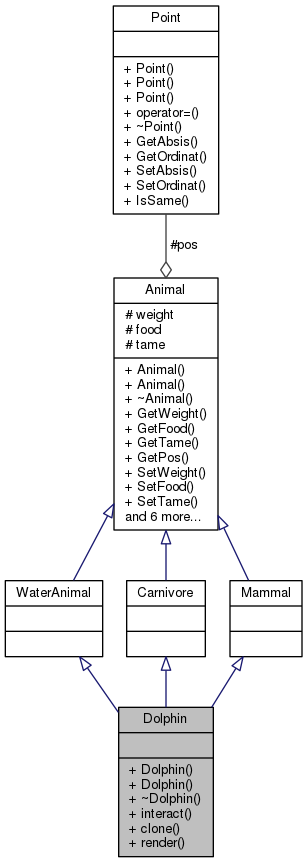 Point
+ Point()
+ Point()
+ Point()
+ operator=()
+ ~Point()
+ GetAbsis()
+ GetOrdinat()
+ SetAbsis()
+ SetOrdinat()
+ IsSame()
#pos
Animal
# weight
# food
# tame
+ Animal()
+ Animal()
+ ~Animal()
+ GetWeight()
+ GetFood()
+ GetTame()
+ GetPos()
+ SetWeight()
+ SetFood()
+ SetTame()
and 6 more...
WaterAnimal
Carnivore
Mammal
Dolphin
+ Dolphin()
+ Dolphin()
+ ~Dolphin()
+ interact()
+ clone()
+ render()